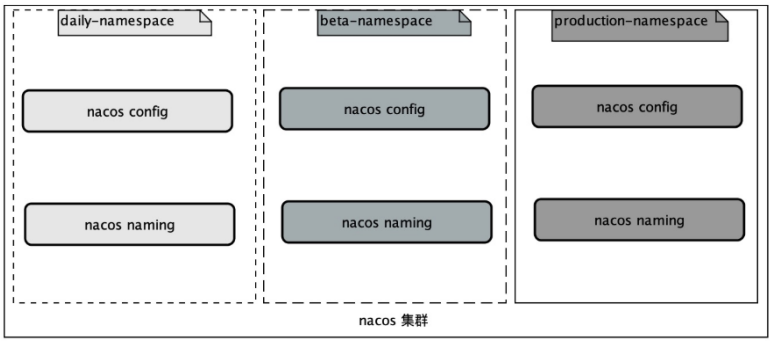 daily-namespace
beta-namespace
production-namespace
nacos config
nacos config
nacos config
nacos naming
nacos naming
nacos naming
nacos 集群